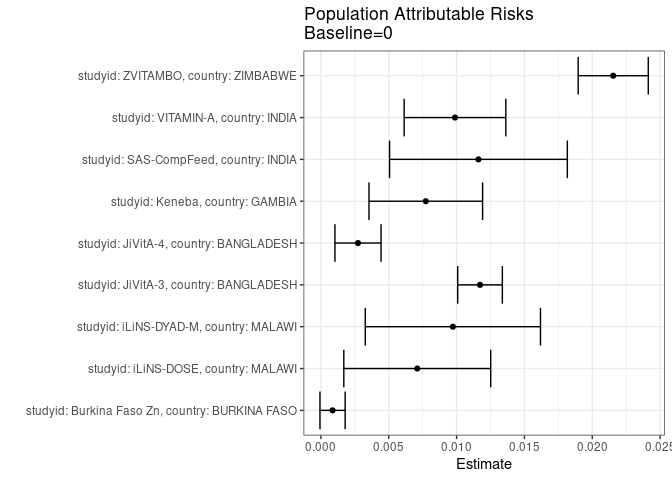 Population Attributable Risks
Baseline=0
studyid: ZVITAMBO, country: ZIMBABWE
studyid: VITAMIN-A, country: INDIA
studyid: SAS-CompFeed, country: INDIA
studyid: Keneba, country: GAMBIA
studyid: JiVitA-4, country: BANGLADESH
studyid: JiVitA-3, country: BANGLADESH
studyid: iLiNS-DYAD-M, country: MALAWI
studyid: iLiNS-DOSE, country: MALAWI
studyid: Burkina Faso Zn, country: BURKINA FASO
0.000 0.005 0.010 0.015 0.020 0.025
Estimate